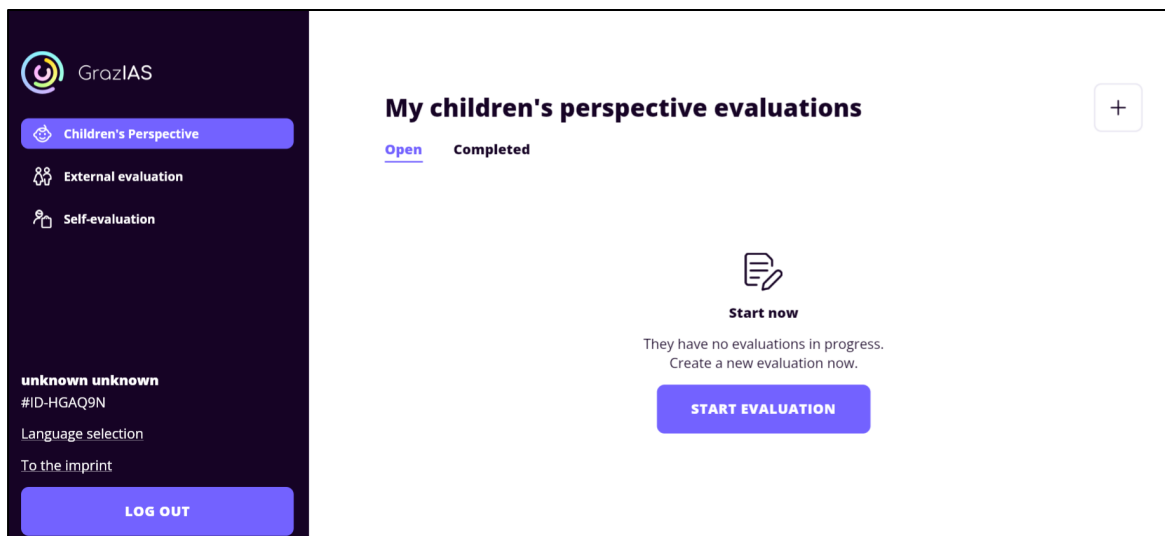 GrazIAS
Children's Perspective
External evaluation
Self-evaluation
unknown unknown
#ID-HGAQ9N
Language selection
To the imprint
LOG OUT
My children's perspective evaluations
Open Completed
Start now
They have no evaluations in progress.
Create a new evaluation now.
START EVALUATION